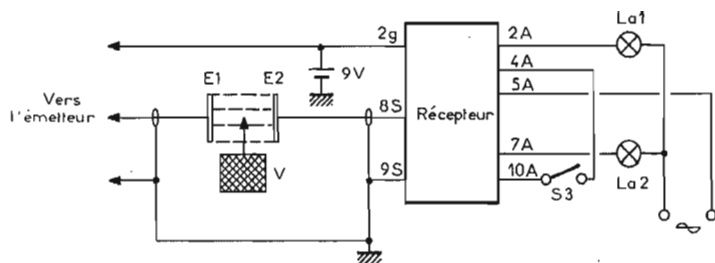 2g
2A
La1
4A
E1
E2
9V
5A
Vers
l'émetteur
8S
Récepteur
7A
V
9S
10A
S3
La2